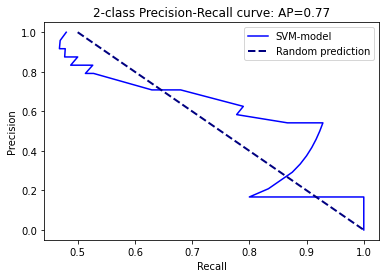 2-class Precision-Recall curve: AP=0.77
SVM-model
Random prediction
Precision
1.0
0.8
0.6
0.4
0.2
0.0
0.5 0.6 0.7 0.8 0.9 1.0
Recall